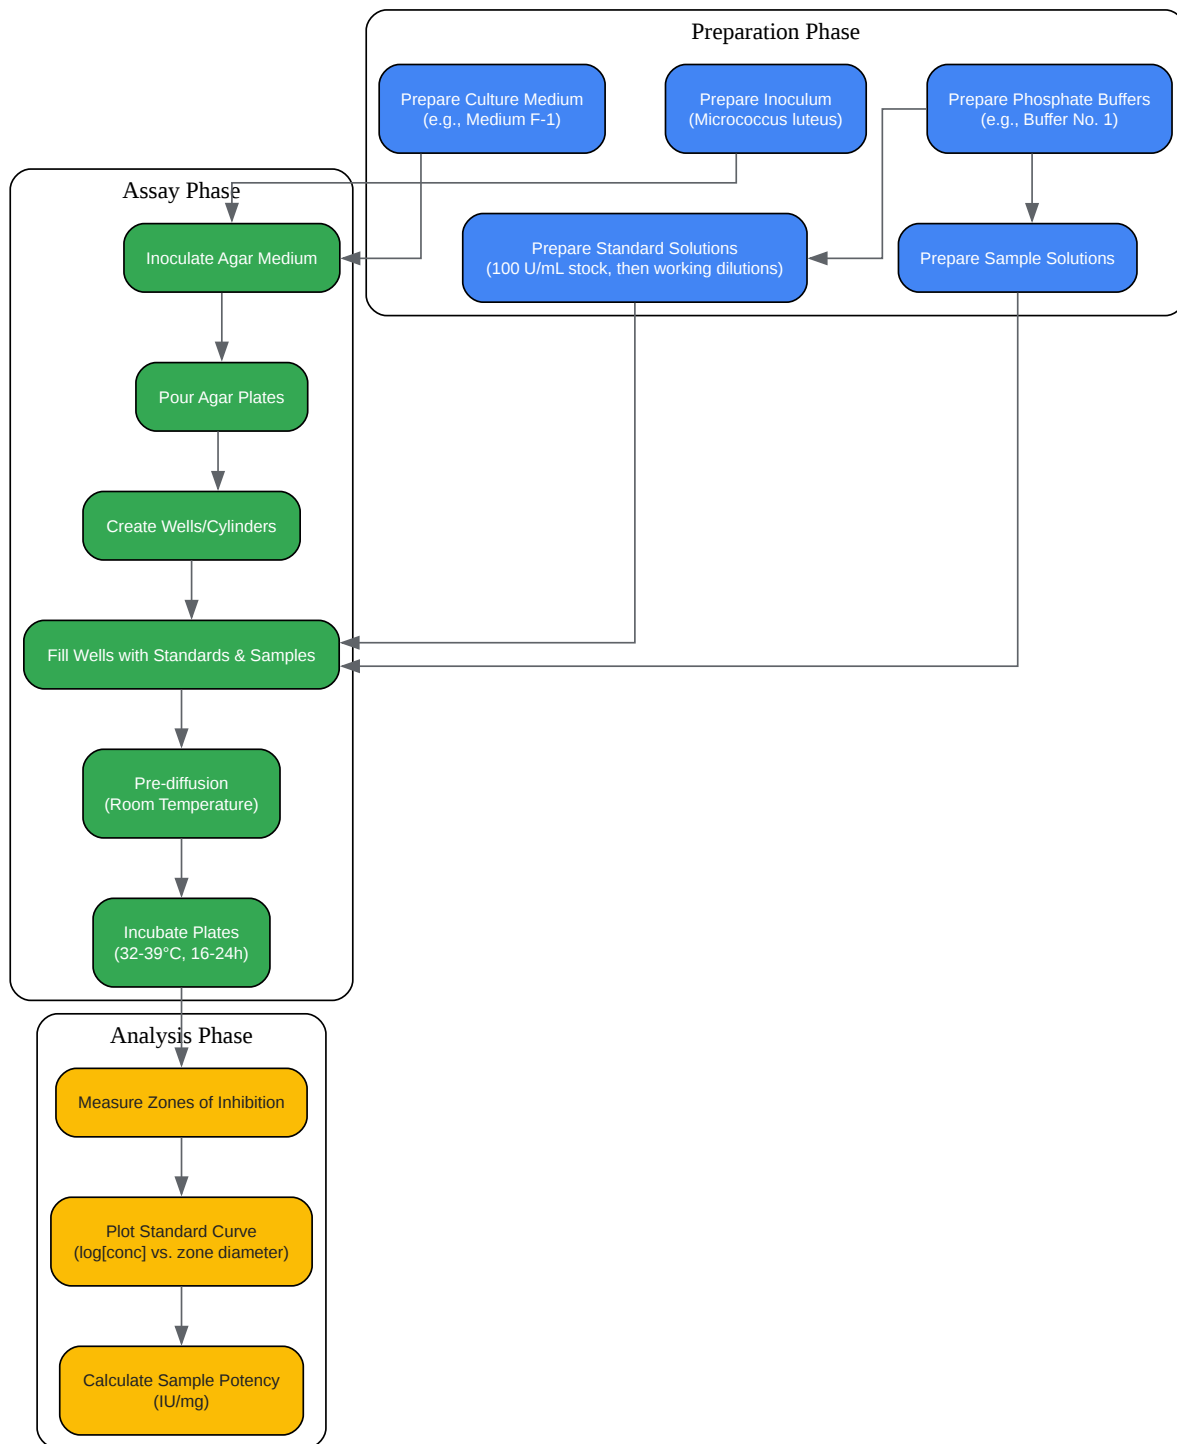 Preparation Phase
Prepare Culture Medium
(e.g., Medium F-1)
Prepare Inoculum
(Micrococcus luteus)
Prepare Phosphate Buffers
(e.g., Buffer No. 1)
Assay Phase
Inoculate Agar Medium
Prepare Standard Solutions
(100 U/mL stock, then working dilutions)
Prepare Sample Solutions
Pour Agar Plates
Create Wells/Cylinders
Fill Wells with Standards & Samples
Pre-diffusion
(Room Temperature)
Incubate Plates
(32-39°C, 16-24h)
Analysis Phase
Measure Zones of Inhibition
Plot Standard Curve
(log[conc] vs. zone diameter)
Calculate Sample Potency
(IU/mg)